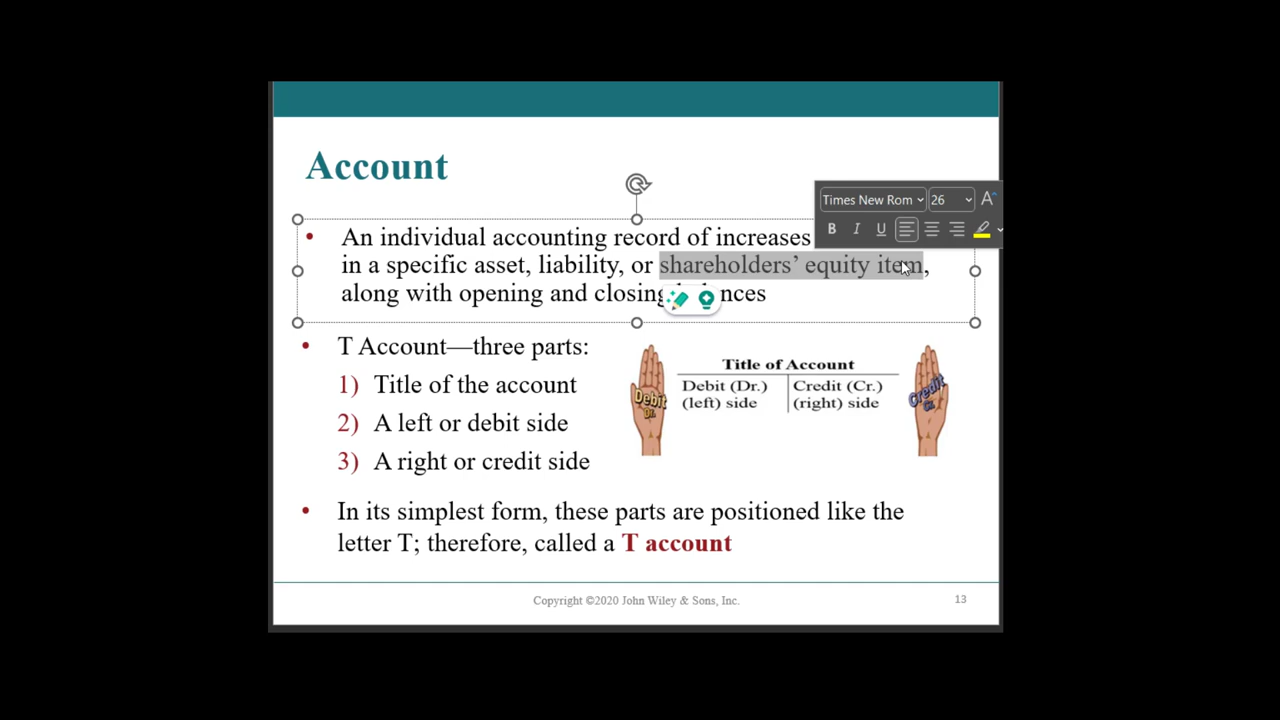 Account
Times New Rom 26 A
B I U
• An individual accounting record of increases
in a specific asset, liability, or shareholders’ equity item,
along with opening and closing
• T Account—three parts:
1) Title of the account
2) A left or debit side
3) A right or credit side
Debit
Dr.
Title of Account
Debit (Dr.) Credit (Cr.)
(left) side (right) side
Credit
Cr.
• In its simplest form, these parts are positioned like the
letter T; therefore, called a T account
Copyright ©2020 John Wiley & Sons, Inc.
13